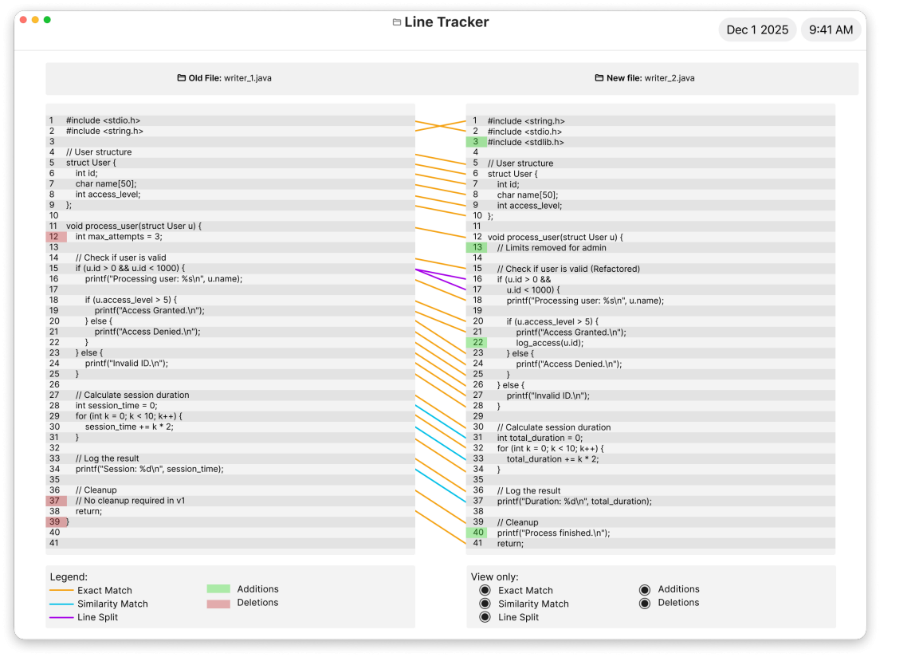 Line Tracker
Dec 1 2025
9:41 AM
Old File: writer_1.java
New file: writer_2.java
1 #include <stdio.h>
2 #include <string.h>
3
4 // User structure
5 struct User {
6 int id;
7 char name[50];
8 int access_level;
9 };
10
11 void process_user(struct User u) {
12 int max_attempts = 3;
13
14 // Check if user is valid
15 if (u.id > 0 && u.id < 1000) {
16 printf("Processing user: %s\n", u.name);
17
18 if (u.access_level > 5) {
19 printf("Access Granted.\n");
20 } else {
21 printf("Access Denied.\n");
22 }
23 } else {
24 printf("Invalid ID.\n");
25 }
26
27 // Calculate session duration
28 int session_time = 0;
29 for (int k = 0; k < 10; k++) {
30 session_time += k * 2;
31 }
32
33 // Log the result
34 printf("Session: %d\n", session_time);
35
36 // Cleanup
37 // No cleanup required in v1
38 return;
39 }
40
41
1 #include <string.h>
2 #include <stdio.h>
3 #include <stdlib.h>
4
5 // User structure
6 struct User {
7 int id;
8 char name[50];
9 int access_level;
10 };
11
12 void process_user(struct User u) {
13 // Limits removed for admin
14
15 // Check if user is valid (Refactored)
16 if (u.id > 0 &&
17 u.id < 1000) {
18 printf("Processing user: %s\n", u.name);
19
20 if (u.access_level > 5) {
21 printf("Access Granted.\n");
22 log_access(u.id);
23 } else {
24 printf("Access Denied.\n");
25 }
26 } else {
27 printf("Invalid ID.\n");
28 }
29
30 // Calculate session duration
31 int total_duration = 0;
32 for (int k = 0; k < 10; k++) {
33 total_duration += k * 2;
34 }
35
36 // Log the result
37 printf("Duration: %d\n", total_duration);
38
39 // Cleanup
40 printf("Process finished.\n");
41 return;
Legend:
Exact Match
Similarity Match
Line Split
Additions
Deletions
View only:
Exact Match
Similarity Match
Line Split
Additions
Deletions